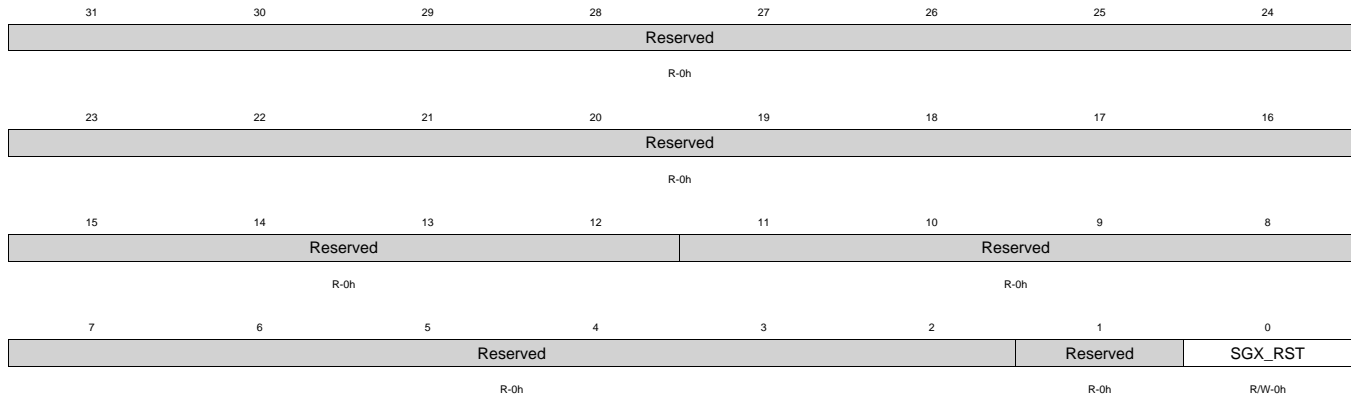 31 30 29 28 27 26 25 24
Reserved
R-0h
23 22 21 20 19 18 17 16
Reserved
R-0h
15 14 13 12 11 10 9 8
Reserved Reserved
R-0h R-0h
7 6 5 4 3 2 1 0
Reserved Reserved SGX_RST
R-0h R-0h R/W-0h